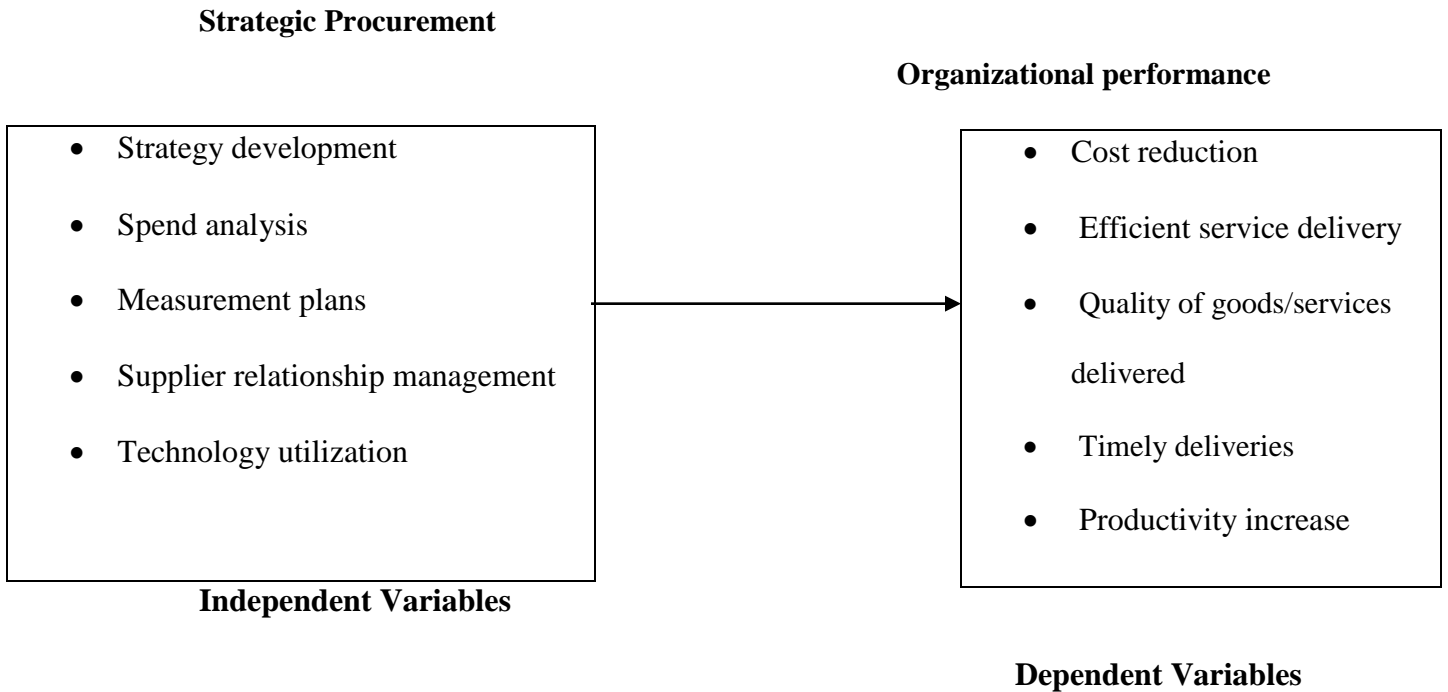 Strategic Procurement
Organizational performance
• Strategy development
• Spend analysis
• Measurement plans
• Supplier relationship management
• Technology utilization
Independent Variables
• Cost reduction
• Efficient service delivery
• Quality of goods/services
delivered
• Timely deliveries
• Productivity increase
Dependent Variables